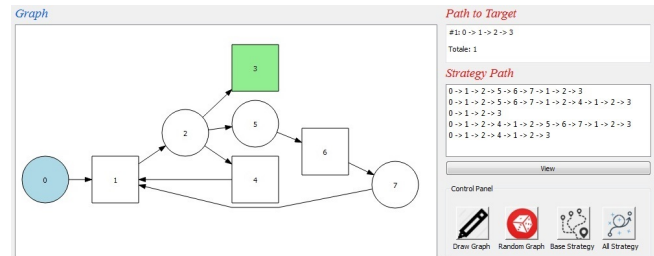 Graph
3
2
5
6
0
1
4
7
Path to Target
#1: 0 -> 1 -> 2 -> 3
Totale: 1
Strategy Path
0 -> 1 -> 2 -> 5 -> 6 -> 7 -> 1 -> 2 -> 3
0 -> 1 -> 2 -> 5 -> 6 -> 7 -> 1 -> 2 -> 4 -> 1 -> 2 -> 3
0 -> 1 -> 2 -> 3
0 -> 1 -> 2 -> 4 -> 1 -> 2 -> 5 -> 6 -> 7 -> 1 -> 2 -> 3
0 -> 1 -> 2 -> 4 -> 1 -> 2 -> 3
View
Control Panel
Draw Graph
Random Graph
Base Strategy
All Strategy